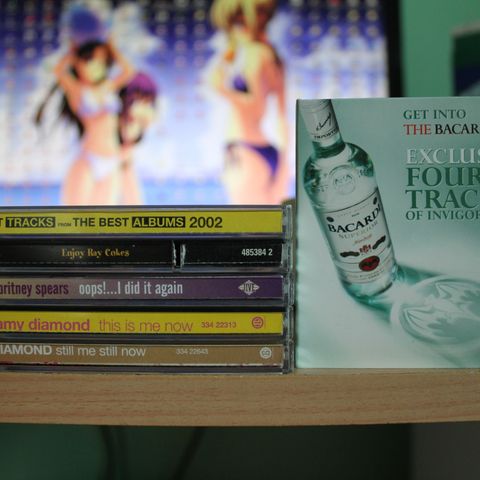 T TRACKS FROM THE BEST ALBUMS 2002
Enjoy Ray Cokes 485384 2
britney spears oops!...I did it again
amy diamond this is me now 334 22313
DIAMOND still me still now 334 22643
GET INTO
THE BACAR
EXCLUS
FOUR
TRAC
OF INVIGOR
BACARDI
SUPERIOR